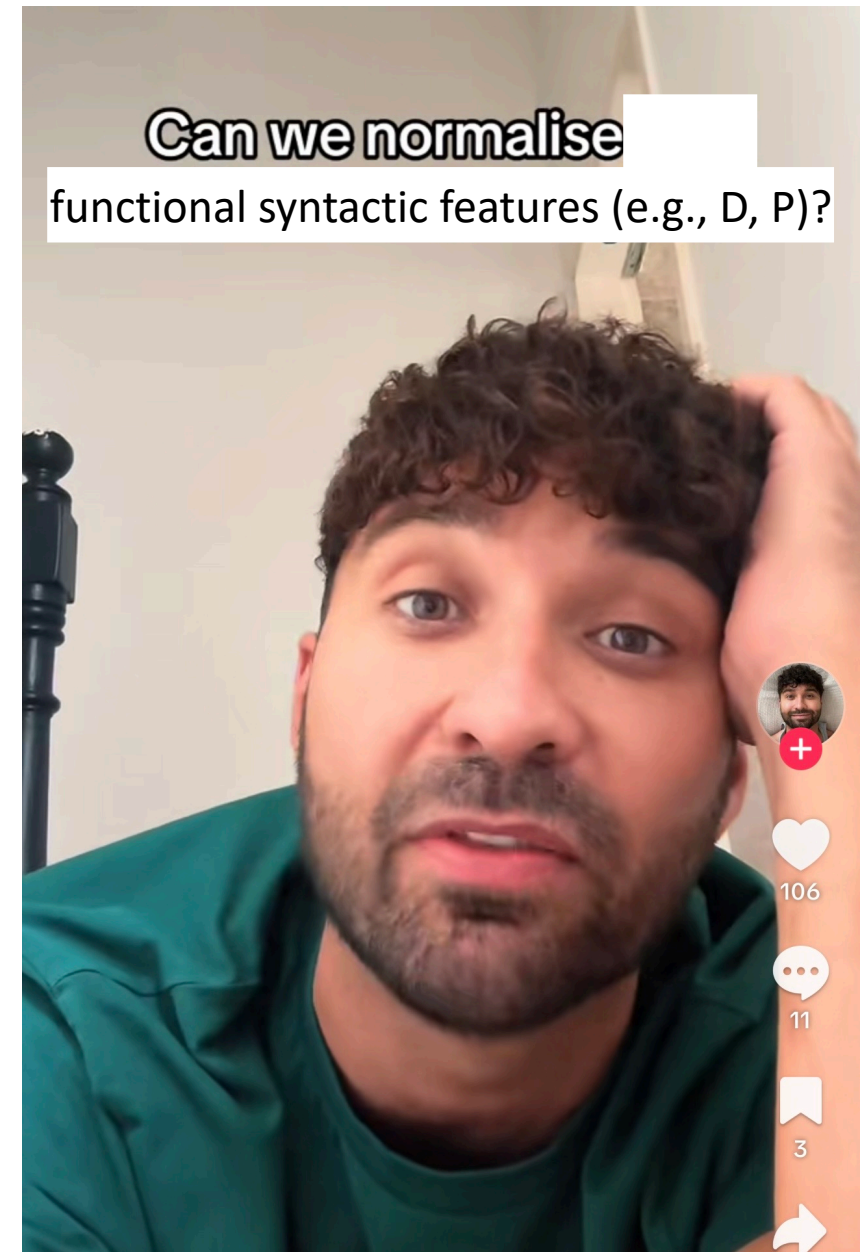 Can we normalise
functional syntactic features (e.g., D, P)?
106
11
3